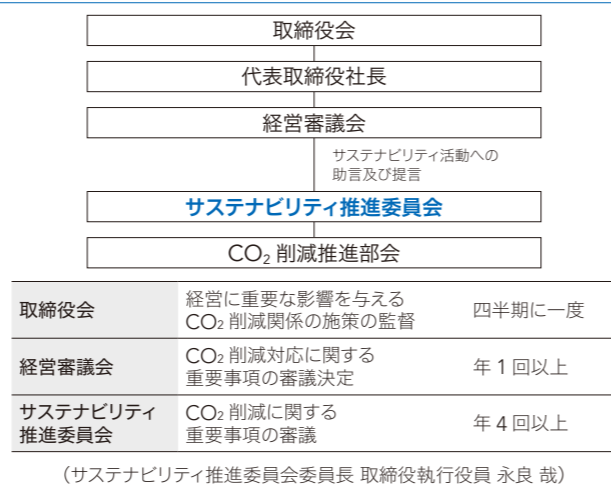 取締役会
代表取締役社長
経営審議会
サステナビリティ活動への
助言及び提言
サステナビリティ推進委員会
CO₂ 削減推進部会
取締役会
経営に重要な影響を与える
CO₂ 削減関係の施策の監督
四半期に一度
経営審議会
CO₂ 削減対応に関する
重要事項の審議決定
年 1 回以上
サステナビリティ
推進委員会
CO₂ 削減に関する
重要事項の審議
年 4 回以上
（サステナビリティ推進委員会委員長 取締役執行役員 永良 哉）